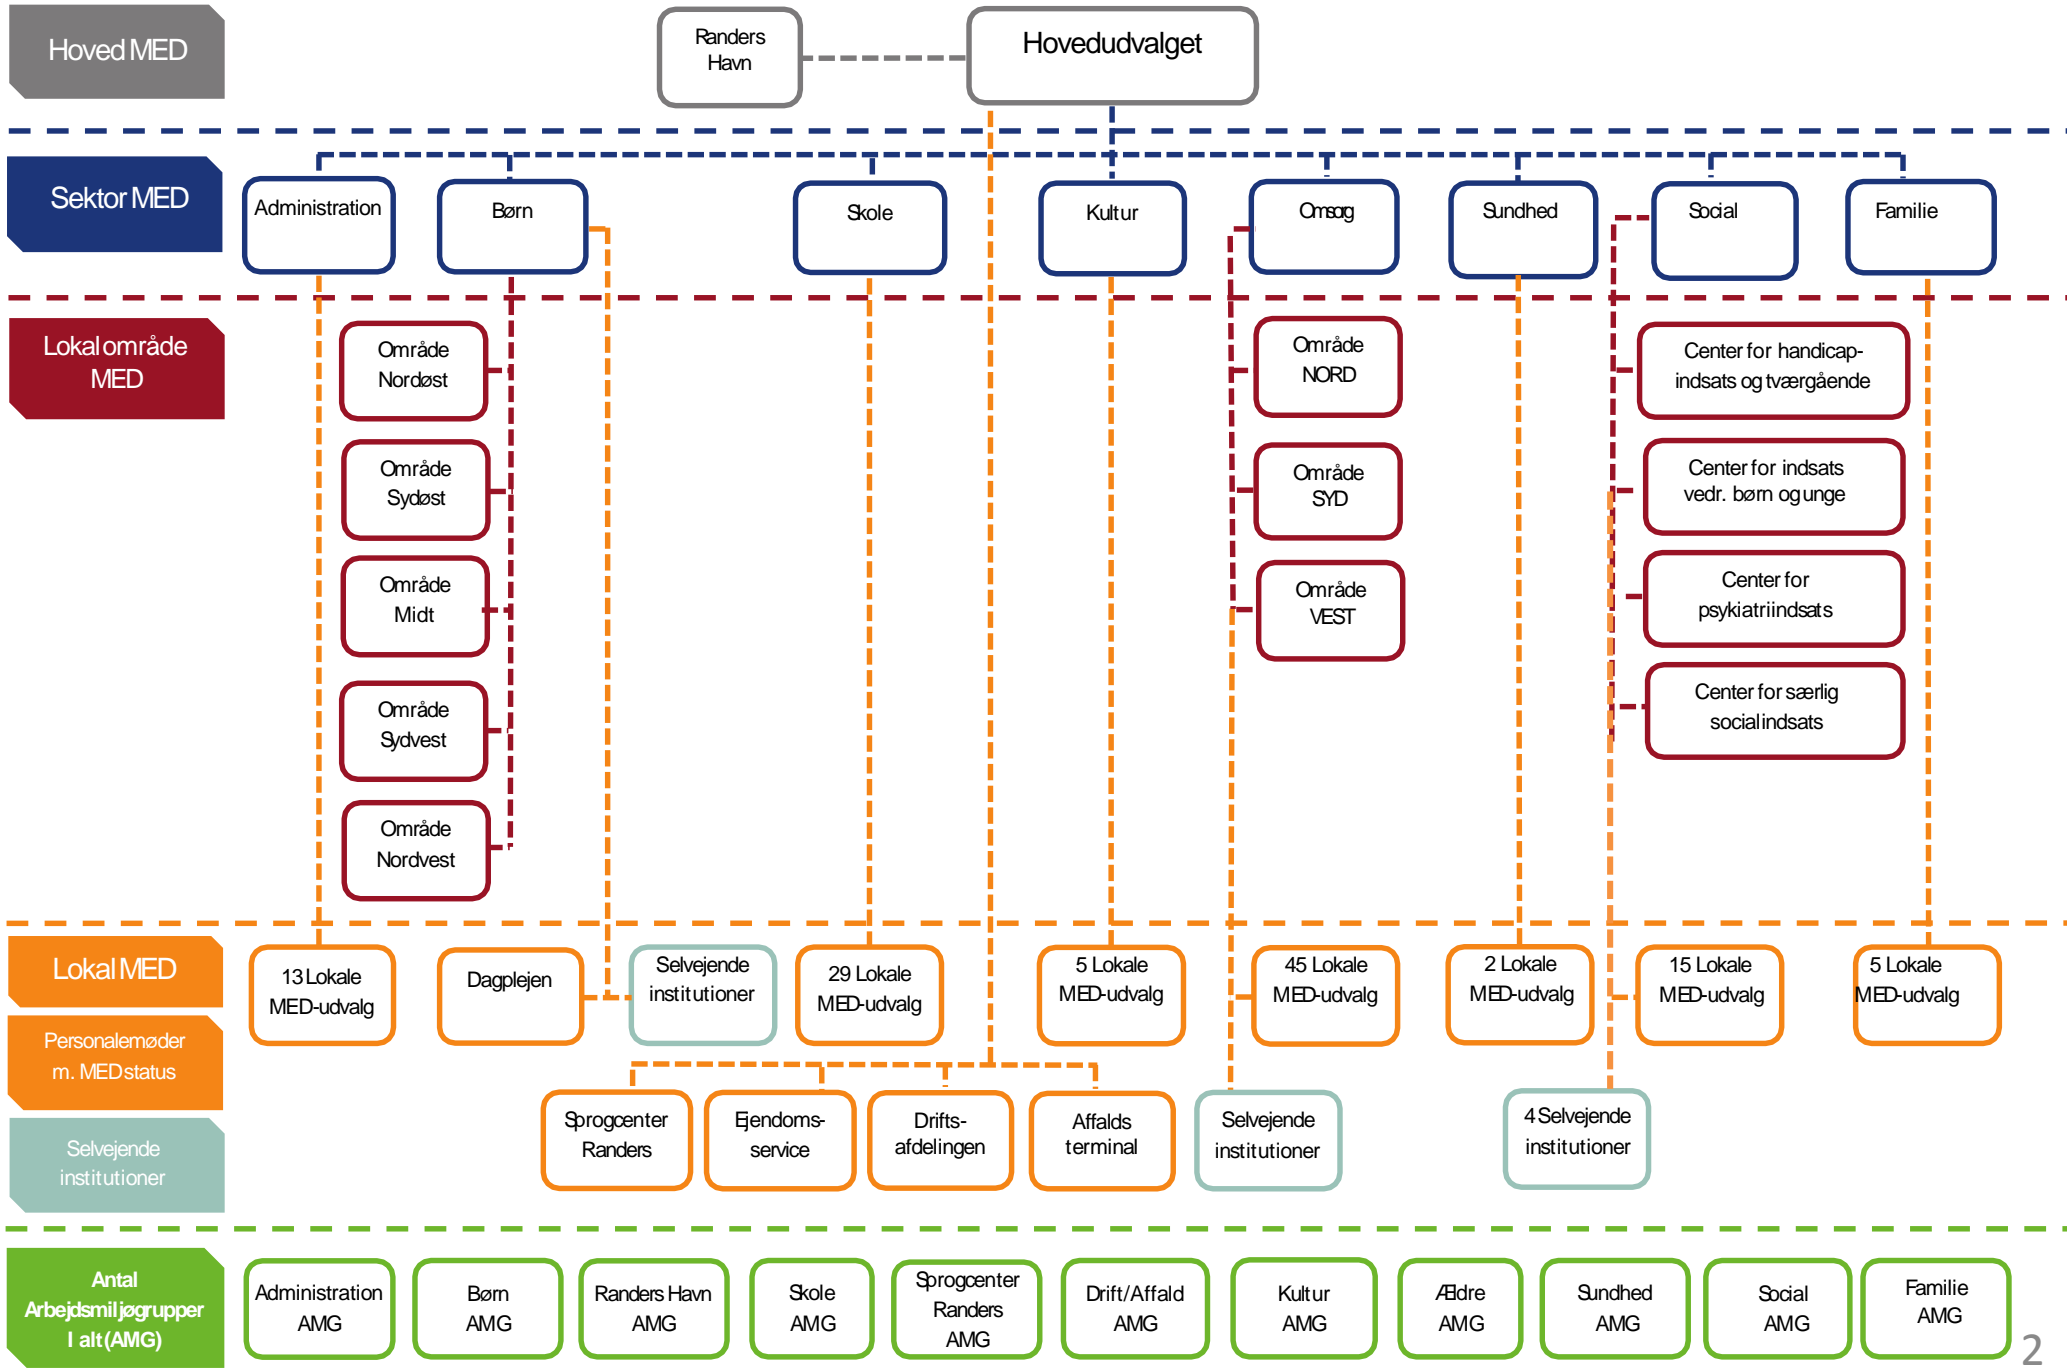 Hoved MED
Randers
Havn
Hovedudvalget
Sektor MED
Administration
Børn
Skole
Kultur
Omsorg
Sundhed
Social
Familie
Lokalområde
MED
Område
Nordøst
Område
Sydøst
Område
Midt
Område
Sydvest
Område
Nordvest
Område
NORD
Område
SYD
Område
VEST
Center for handicap-
indsats og tværgående
Center for indsats
vedr. børn og unge
Center for
psykiatriindsats
Center for særlig
socialindsats
Lokal MED
13 Lokale
MED-udvalg
Dagplejen
Selvejende
institutioner
29 Lokale
MED-udvalg
5 Lokale
MED-udvalg
45 Lokale
MED-udvalg
2 Lokale
MED-udvalg
15 Lokale
MED-udvalg
5 Lokale
MED-udvalg
Personalemøder
m. MED status
Sprogcenter
Randers
Ejendoms-
service
Drifts-
afdelingen
Affalds
terminal
Selvejende
institutioner
4 Selvejende
institutioner
Selvejende
institutioner
Antal
Arbejdsmiljøgrupper
I alt (AMG)
Administration
AMG
Børn
AMG
Randers Havn
AMG
Skole
AMG
Sprogcenter
Randers
AMG
Drift/Affald
AMG
Kultur
AMG
Ældre
AMG
Sundhed
AMG
Social
AMG
Familie
AMG
2